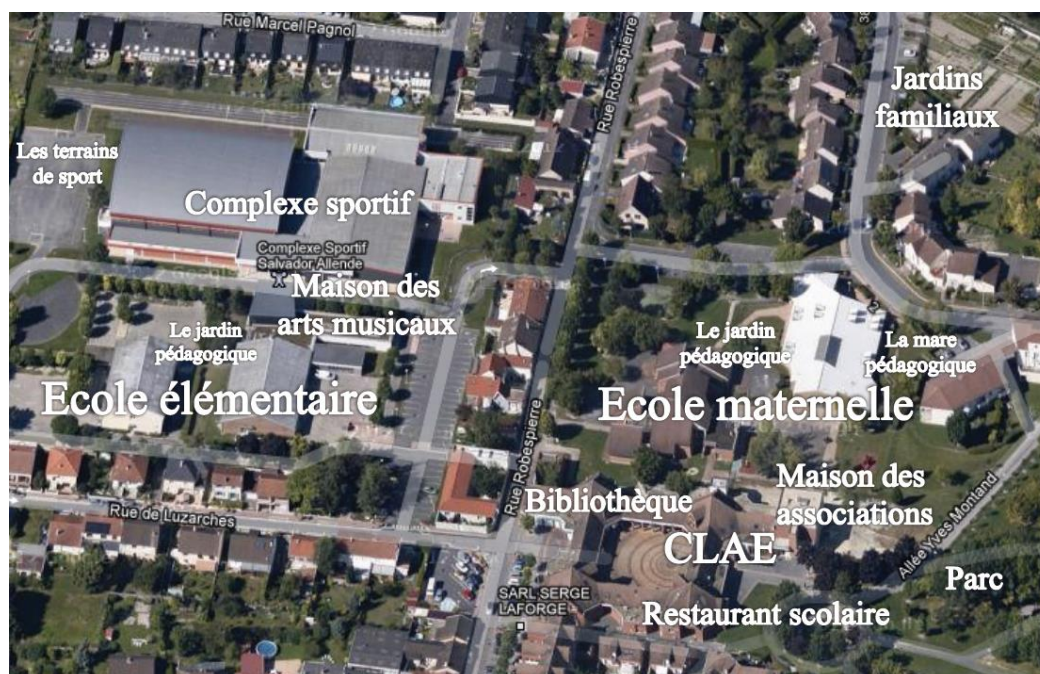 Rue Marcel Pagnol
Rue Robespierre
38
Jardins
familiaux
Les terrains
de sport
Complexe sportif
Complexe Sportif
Salvador Allende
Maison des
arts musicaux
Le jardin
pédagogique
Le jardin
pédagogique
La mare
pédagogique
Ecole élémentaire
Ecole maternelle
Rue Robespierre
Bibliothèque
Maison des
associations
Rue de Luzarches
CLAE
Allée Yves Montand
Parc
SARL SERGE
LAFORGE
Restaurant scolaire